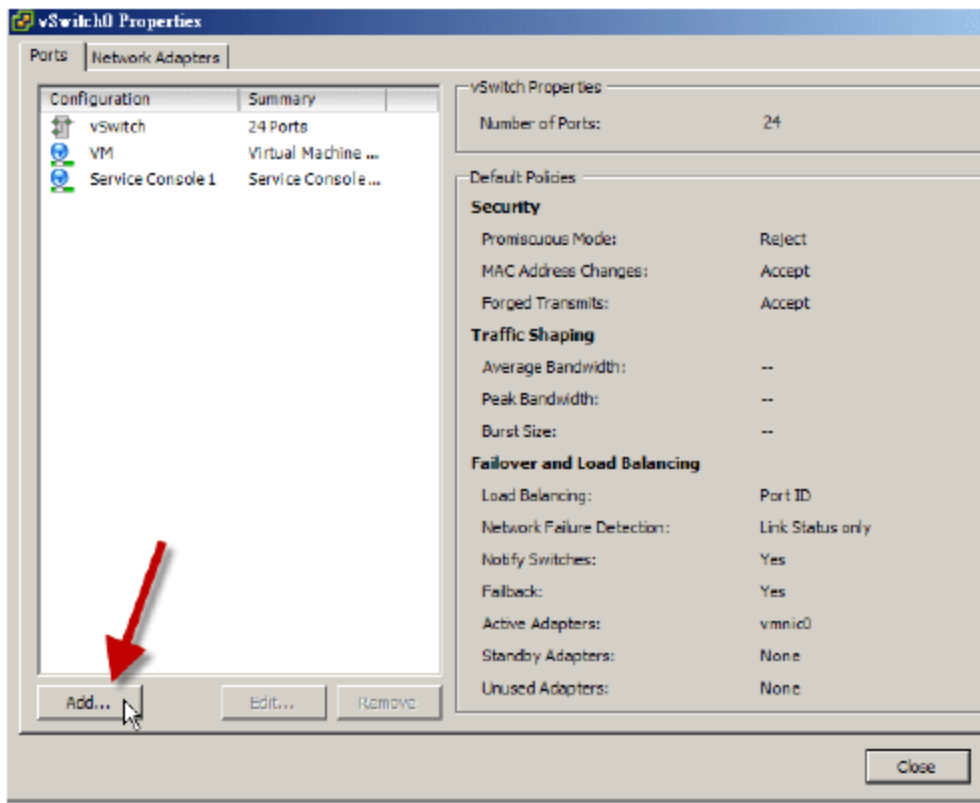 vSwitch0 Properties
Ports Network Adapters
Configuration Summary
vSwitch 24 Ports
VM Virtual Machine ...
Service Console 1 Service Console ...
Add... Edit... Remove
vSwitch Properties
Number of Ports: 24
Default Policies
Security
Promiscuous Mode: Reject
MAC Address Changes: Accept
Forged Transmits: Accept
Traffic Shaping
Average Bandwidth: --
Peak Bandwidth: --
Burst Size: --
Failover and Load Balancing
Load Balancing: Port ID
Network Failure Detection: Link Status only
Notify Switches: Yes
Failback: Yes
Active Adapters: vmnic0
Standby Adapters: None
Unused Adapters: None
Close